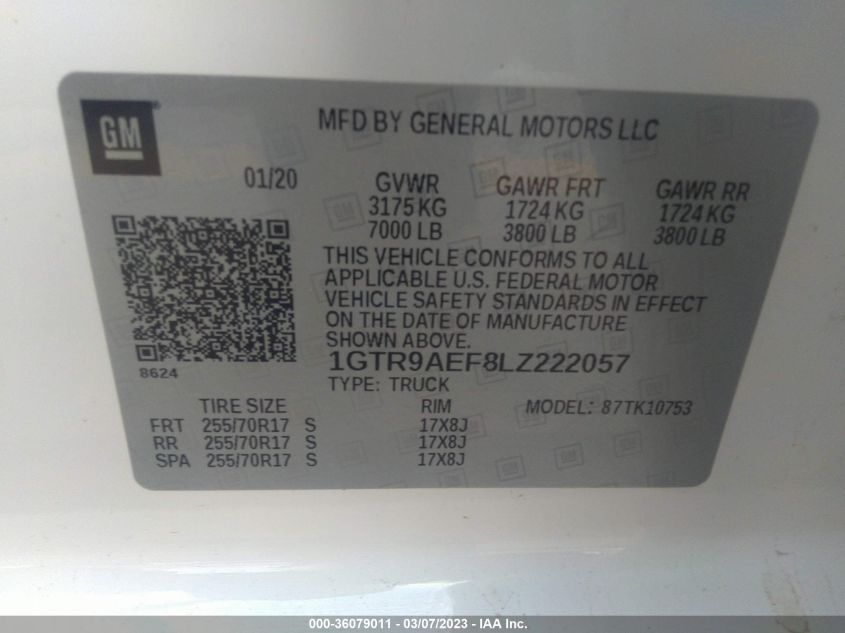 GM
MFD BY GENERAL MOTORS LLC
01/20 GVWR GAWR FRT GAWR RR
3175 KG 1724 KG 1724 KG
7000 LB 3800 LB 3800 LB
THIS VEHICLE CONFORMS TO ALL
APPLICABLE U.S. FEDERAL MOTOR
VEHICLE SAFETY STANDARDS IN EFFECT
ON THE DATE OF MANUFACTURE
SHOWN ABOVE.
8624
1GTR9AEF8LZ222057
TYPE: TRUCK
TIRE SIZE RIM MODEL: 87TK10753
FRT 255/70R17 S 17X8J
RR 255/70R17 S 17X8J
SPA 255/70R17 S 17X8J
000-36079011 - 03/07/2023 - IAA Inc.